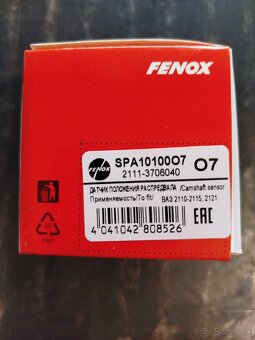 FENOX
FENOX
SPA10100O7
2111-3706040
O7
ДАТЧИК ПОЛОЖЕНИЯ РАСПРЕДВАЛА /Camshaft sensor
Применяемость/To fit/ ВАЗ 2110-2115, 2121
4 041042 808526
EAC
20
PAP